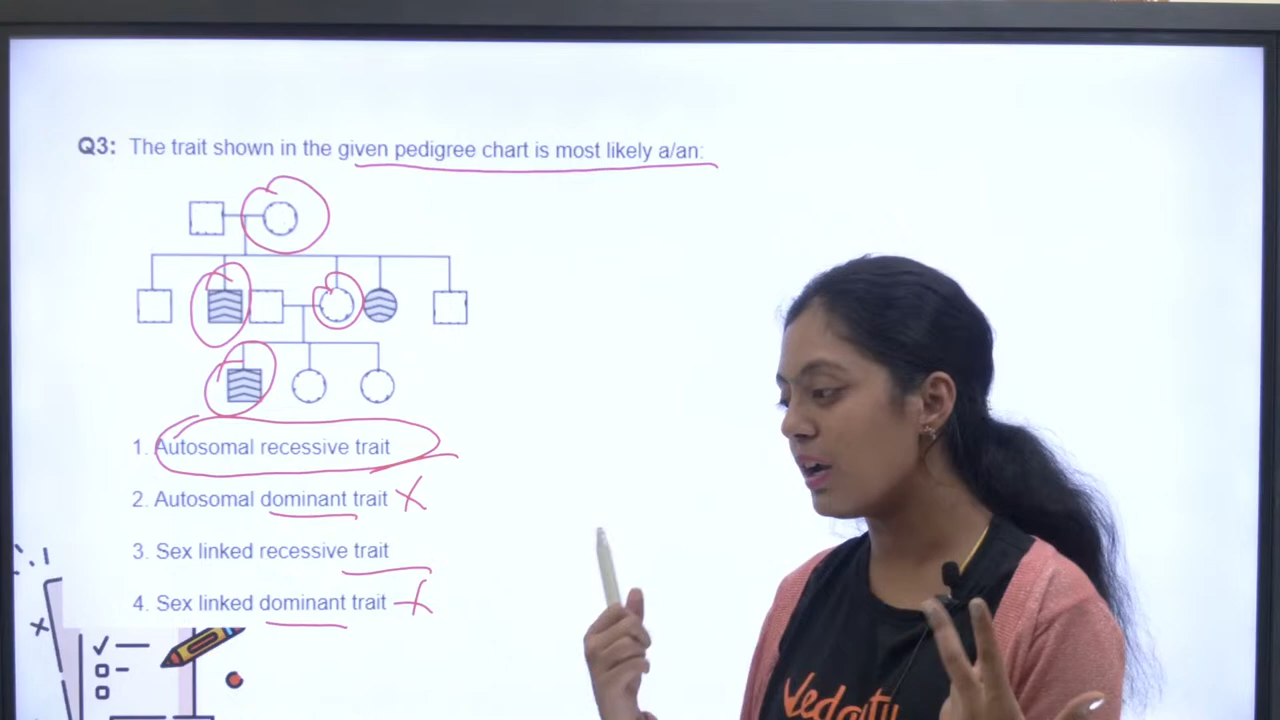 Q3: The trait shown in the given pedigree chart is most likely a/an:
1. Autosomal recessive trait
2. Autosomal dominant trait
3. Sex linked recessive trait
4. Sex linked dominant trait
Vedantu